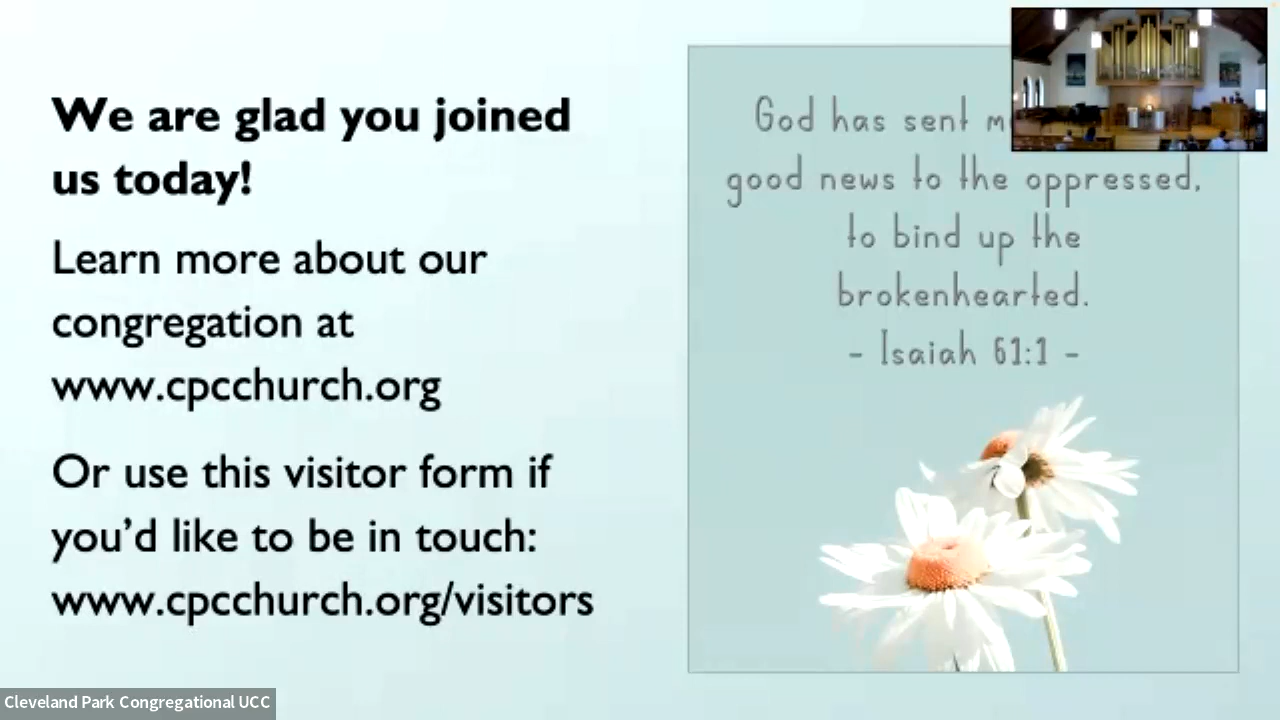 We are glad you joined
us today!
Learn more about our
congregation at
www.cpcchurch.org
Or use this visitor form if
you'd like to be in touch:
www.cpcchurch.org/visitors
God has sent
good news to the oppressed,
to bind up the
brokenhearted.
- Isaiah 61:1 -
Cleveland Park Congregational UCC